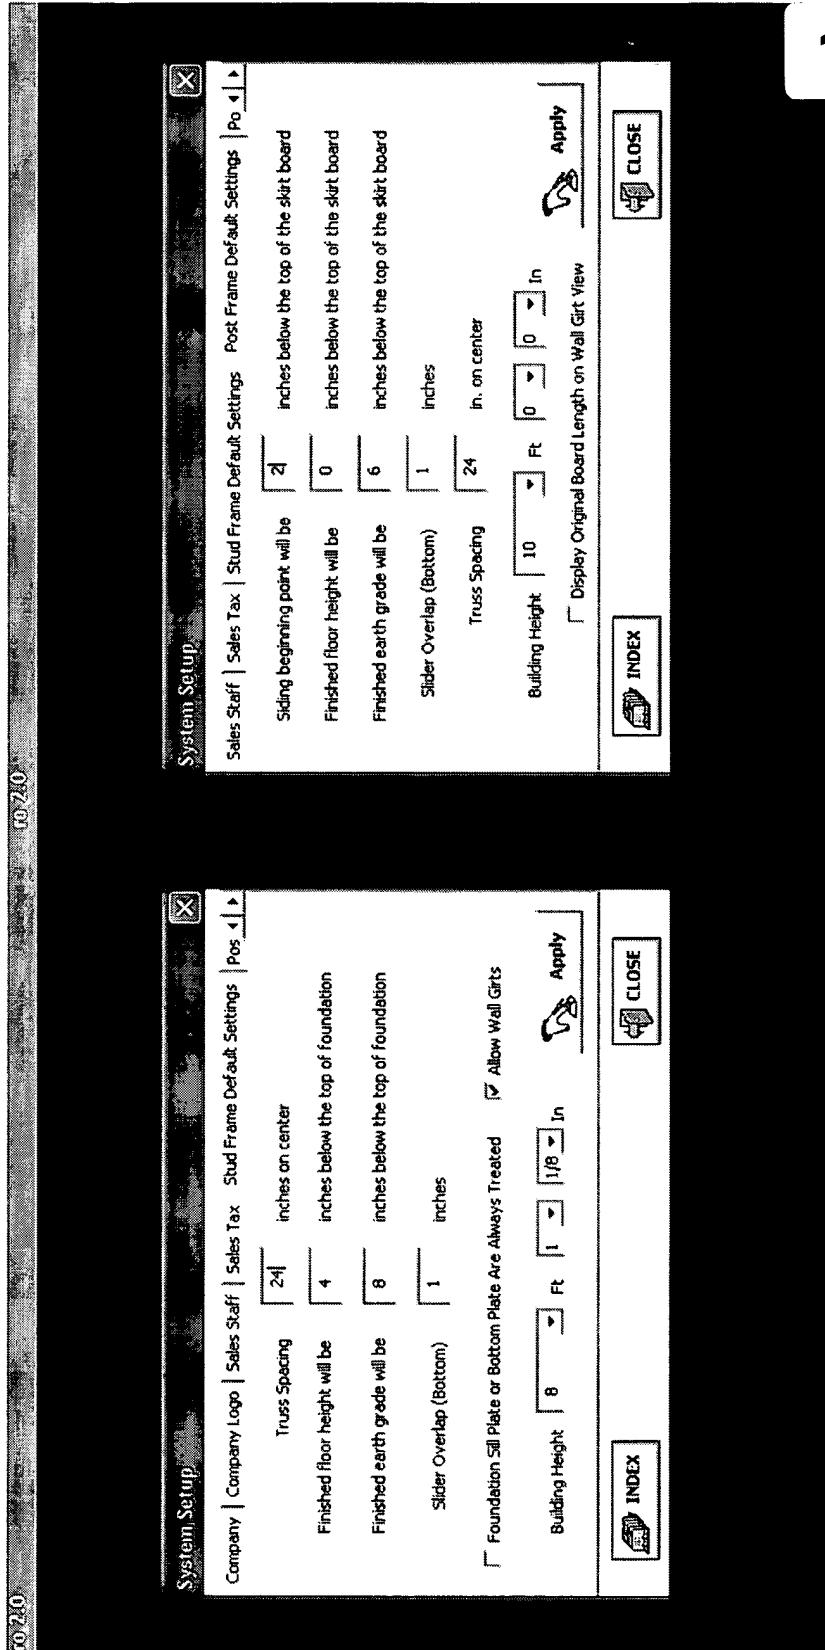 ro 2.0
System Setup
Company | Company Logo | Sales Staff | Sales Tax Stud Frame Default Settings | Pos
Truss Spacing 24 inches on center
Finished floor height will be 4 inches below the top of foundation
Finished earth grade will be 8 inches below the top of foundation
Slider Overlap (Bottom) 1 inches
Foundation Sill Plate or Bottom Plate Are Always Treated Allow Wall Girts
Building Height 8 Ft 1 1/8 In
Apply
INDEX CLOSE
ro 2.0
System Setup
Sales Staff | Sales Tax | Stud Frame Default Settings Post Frame Default Settings | Po
Siding beginning point will be 2 inches below the top of the skirt board
Finished floor height will be 0 inches below the top of the skirt board
Finished earth grade will be 6 inches below the top of the skirt board
Slider Overlap (Bottom) 1 inches
Truss Spacing 24 in. on center
Building Height 10 Ft 0 0 In
Display Original Board Length on Wall Girt View
Apply
INDEX CLOSE